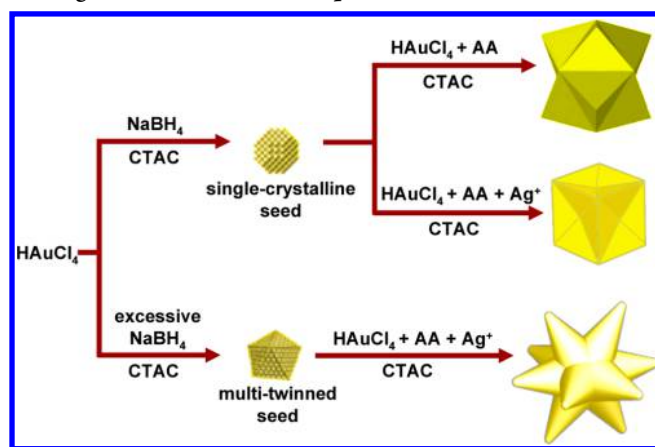 HAuCl₄ + AA
CTAC
NaBH₄
CTAC
single-crystalline
seed
HAuCl₄ + AA + Ag⁺
CTAC
HAuCl₄
excessive
NaBH₄
CTAC
multi-twinned
seed
HAuCl₄ + AA + Ag⁺
CTAC